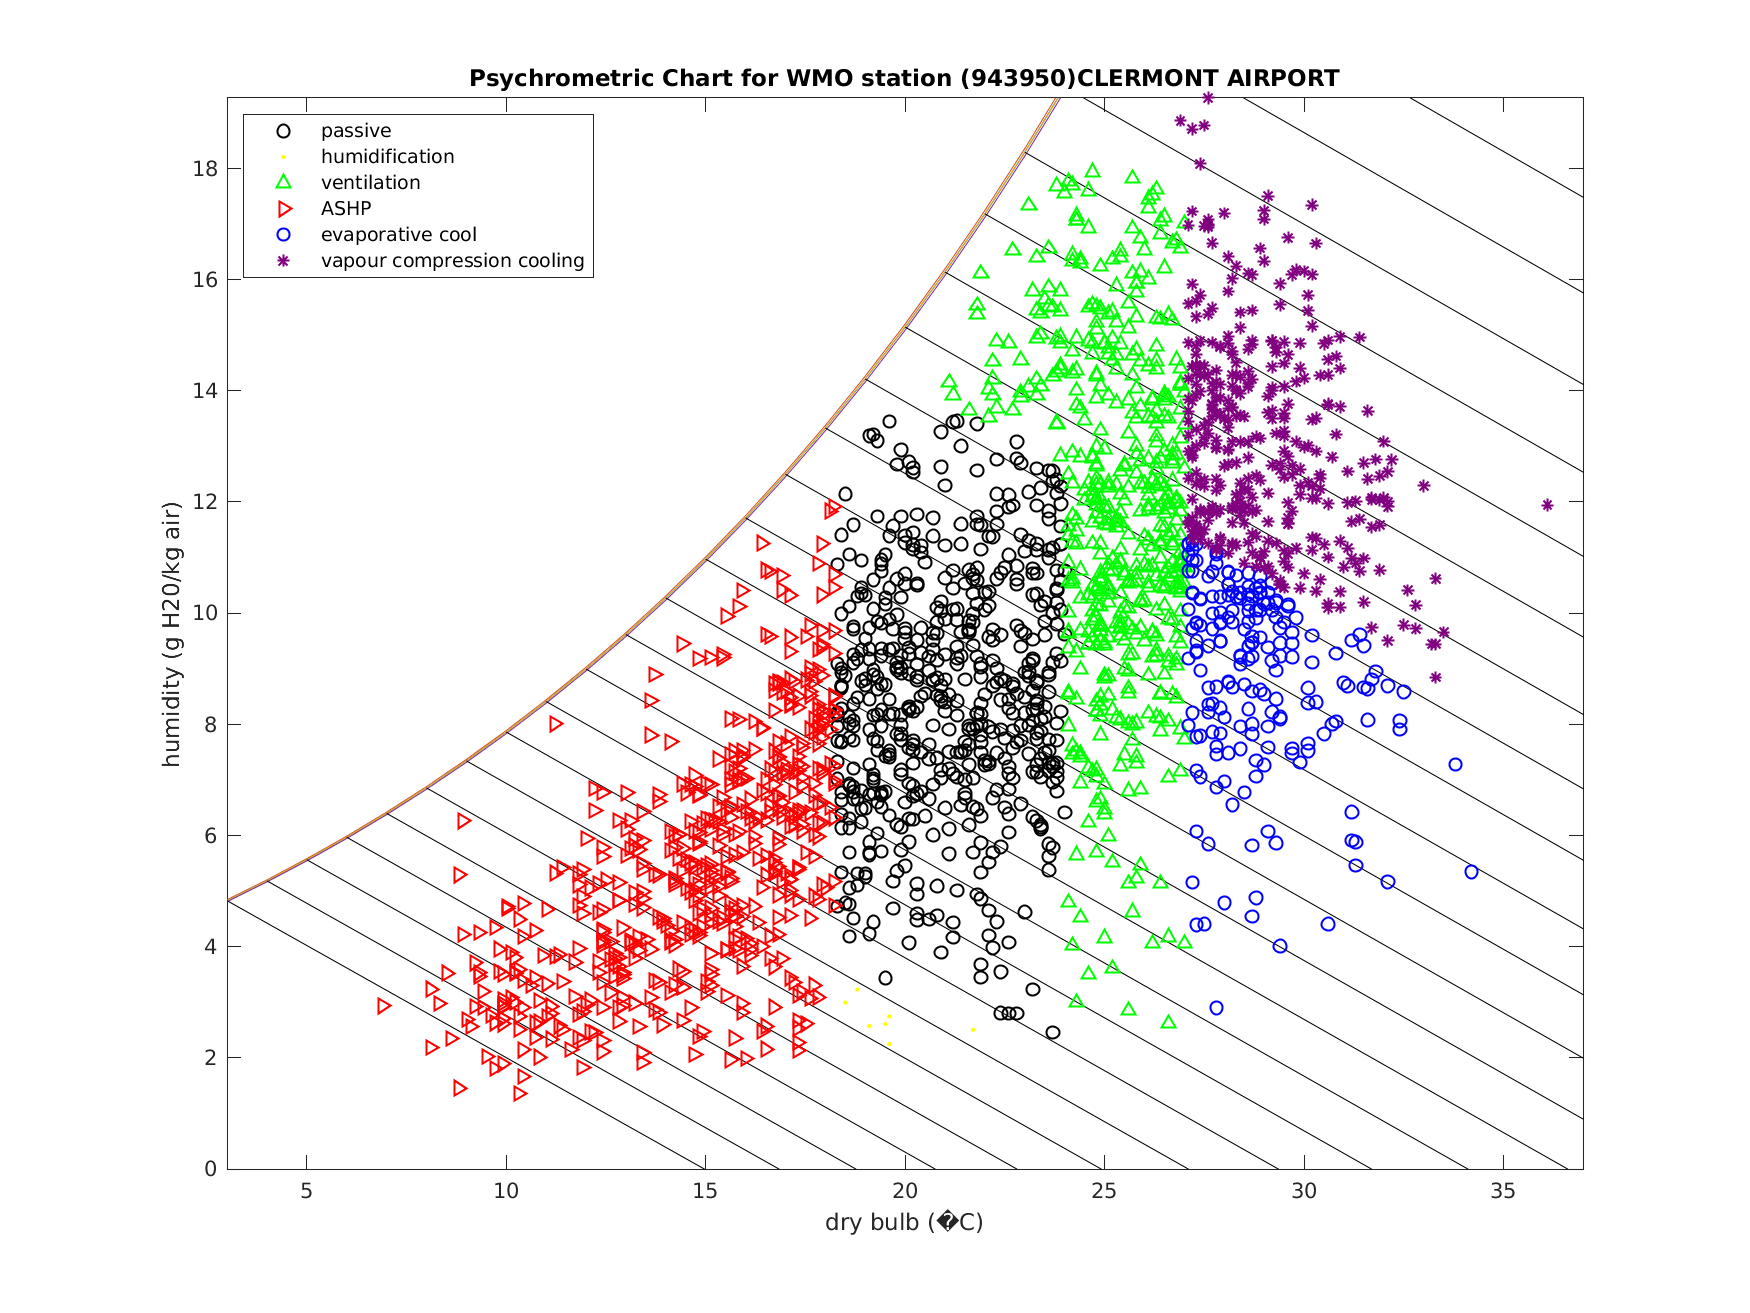 Psychrometric Chart for WMO station (943950)CLERMONT AIRPORT
passive
humidification
ventilation
ASHP
evaporative cool
vapour compression cooling
humidity (g H20/kg air)
18
16
14
12
10
8
6
4
2
0
5 10 15 20 25 30 35
dry bulb (�C)